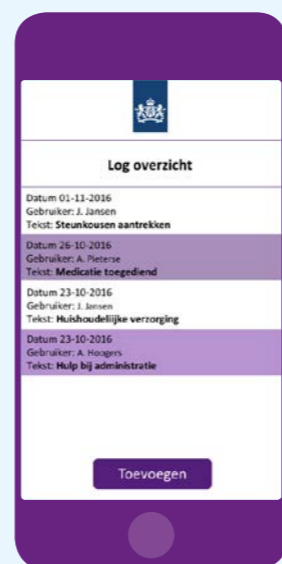 Log overzicht
Datum 01-11-2016
Gebruiker: J. Jansen
Tekst: Steunkousen aantrekken
Datum 26-10-2016
Gebruiker: A. Pieterse
Tekst: Medicatie toegediend
Datum 23-10-2016
Gebruiker: J. Jansen
Tekst: Huishoudelijke verzorging
Datum 23-10-2016
Gebruiker: A. Hoogers
Tekst: Hulp bij administratie
Toevoegen